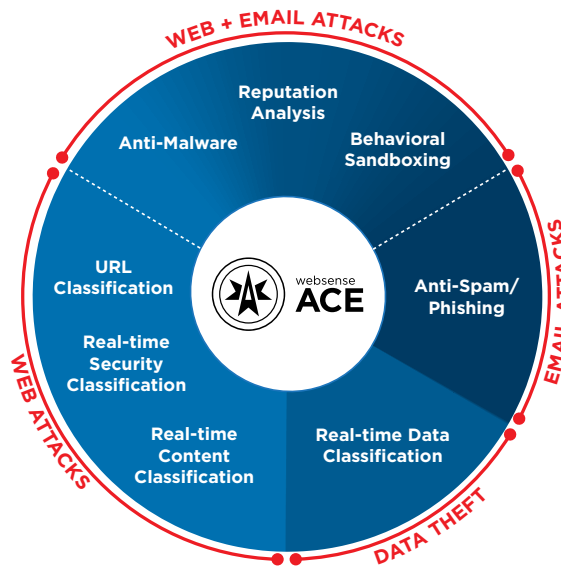 WEB + EMAIL ATTACKS
Reputation
Analysis
Anti-Malware
Behavioral
Sandboxing
URL
Classification
websense
ACE
Anti-Spam/
Phishing
EMAIL ATTACKS
Real-time
Security
Classification
WEB ATTACKS
Real-time
Content
Classification
Real-time Data
Classification
DATA THEFT